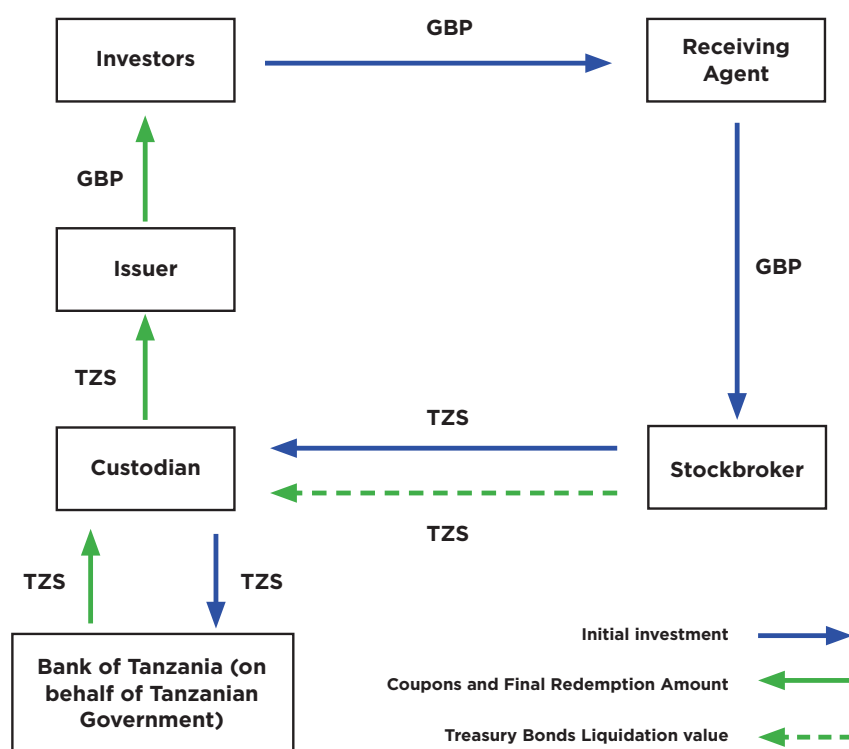 GBP
Investors
Receiving
Agent
GBP
Issuer
GBP
TZS
TZS
Custodian
Stockbroker
TZS
TZS
TZS
Bank of Tanzania (on
behalf of Tanzanian
Government)
Initial investment
Coupons and Final Redemption Amount
Treasury Bonds Liquidation value